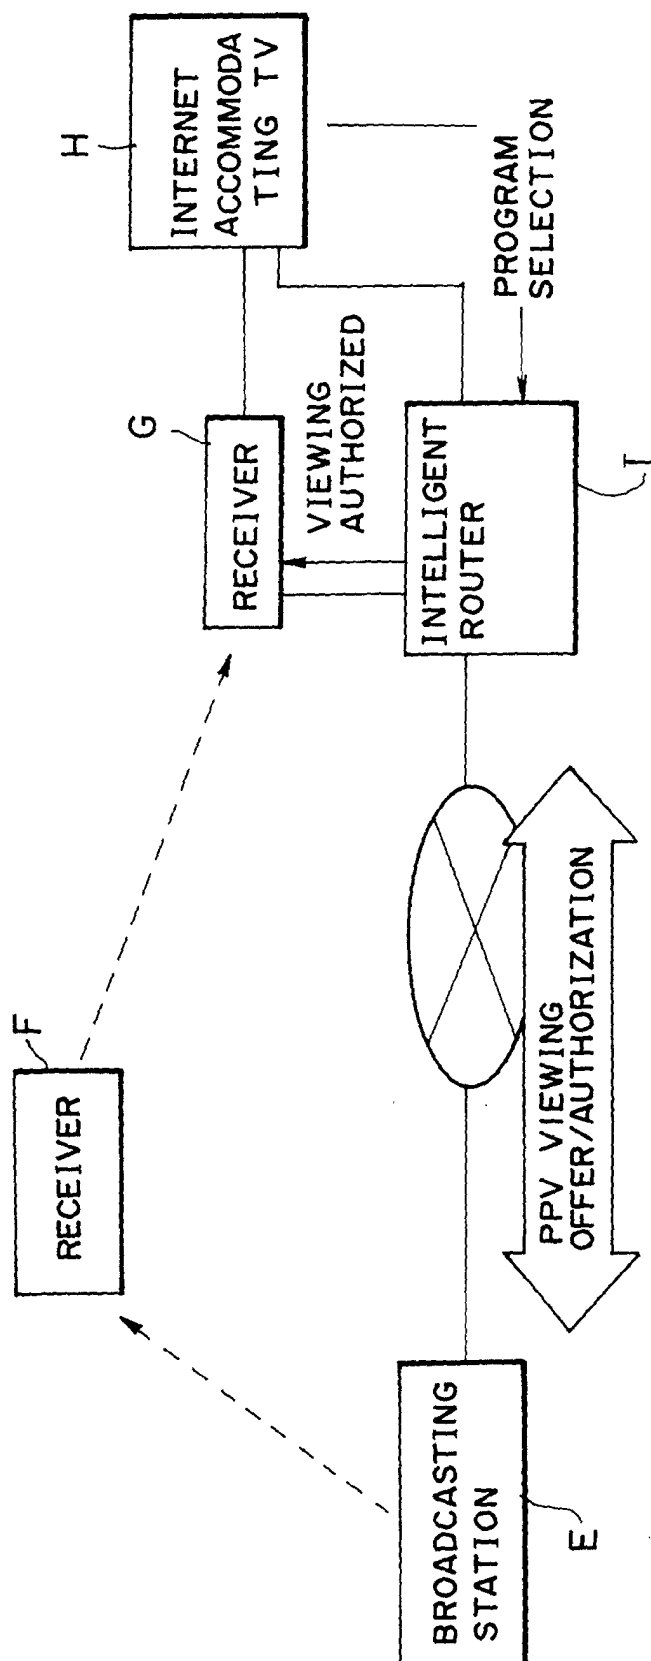 BROADCASTING
STATION
E
RECEIVER
F
PPV VIEWING
OFFER/AUTHORIZATION
RECEIVER
G
VIEWING
AUTHORIZED
INTELLIGENT
ROUTER
I
INTERNET
ACCOMMODA
TING TV
H
PROGRAM
SELECTION